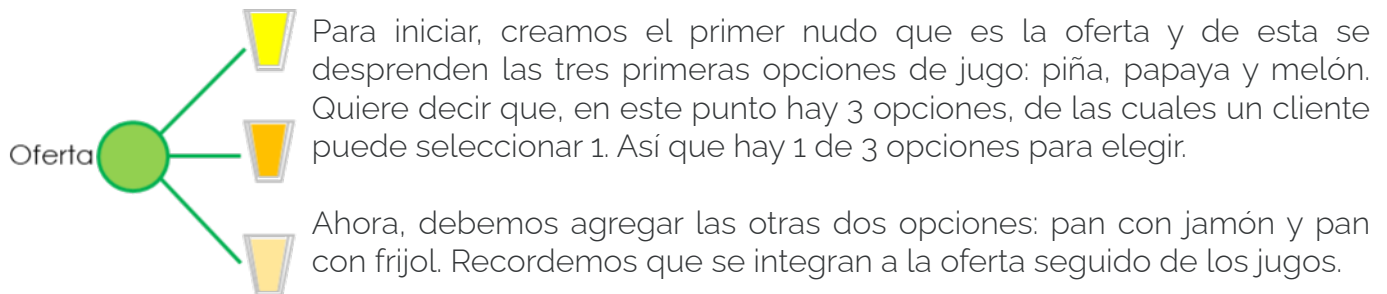 Para iniciar, creamos el primer nudo que es la oferta y de esta se
desprenden las tres primeras opciones de jugo: piña, papaya y melón.
Quiere decir que, en este punto hay 3 opciones, de las cuales un cliente
puede seleccionar 1. Así que hay 1 de 3 opciones para elegir.
Oferta
Ahora, debemos agregar las otras dos opciones: pan con jamón y pan
con frijol. Recordemos que se integran a la oferta seguido de los jugos.